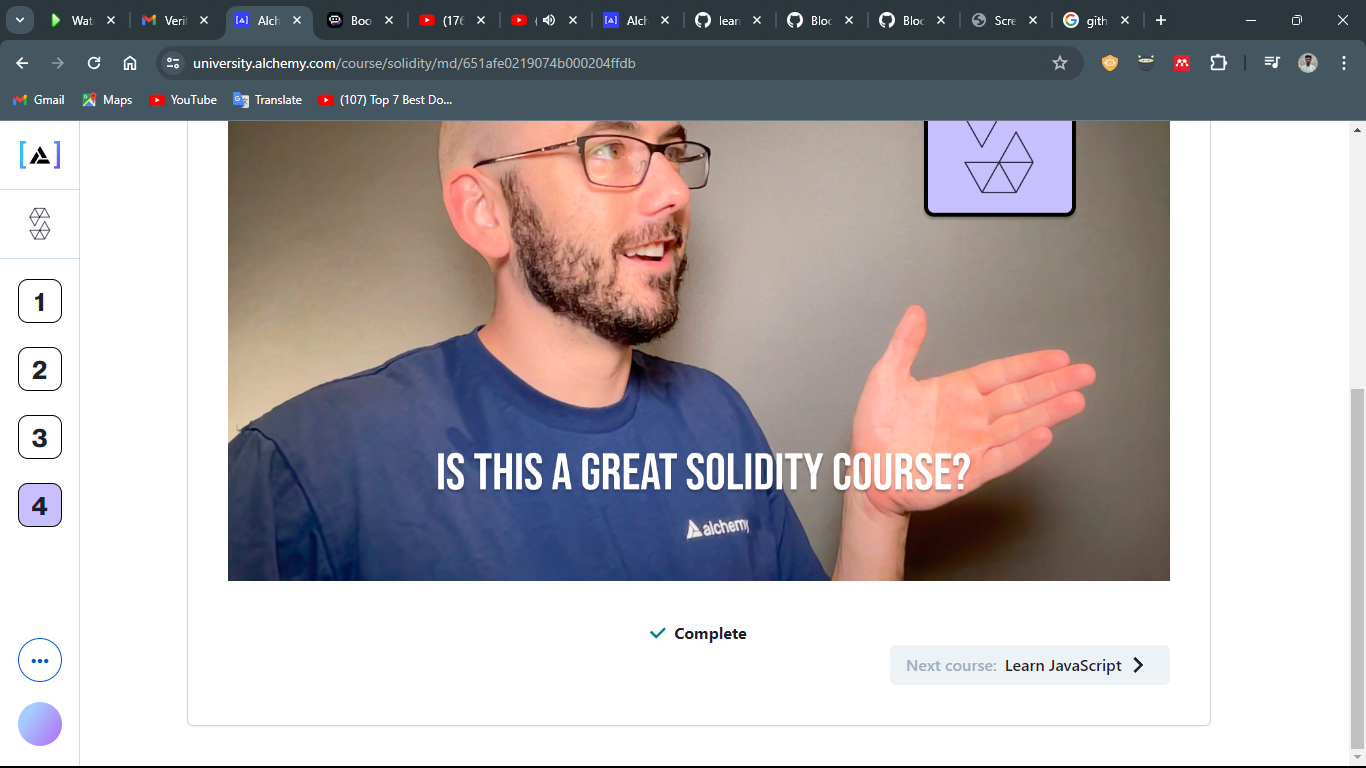 Wat
Veri
Alch
Boo
(176
(
Alch
lear
Bloc
Bloc
Scre
gith
university.alchemy.com/course/solidity/md/651afe0219074b000204ffdb
Gmail
Maps
YouTube
Translate
(107) Top 7 Best Do...
1
2
3
4
IS THIS A GREAT SOLIDITY COURSE?
alchemy
Complete
Next course: Learn JavaScript